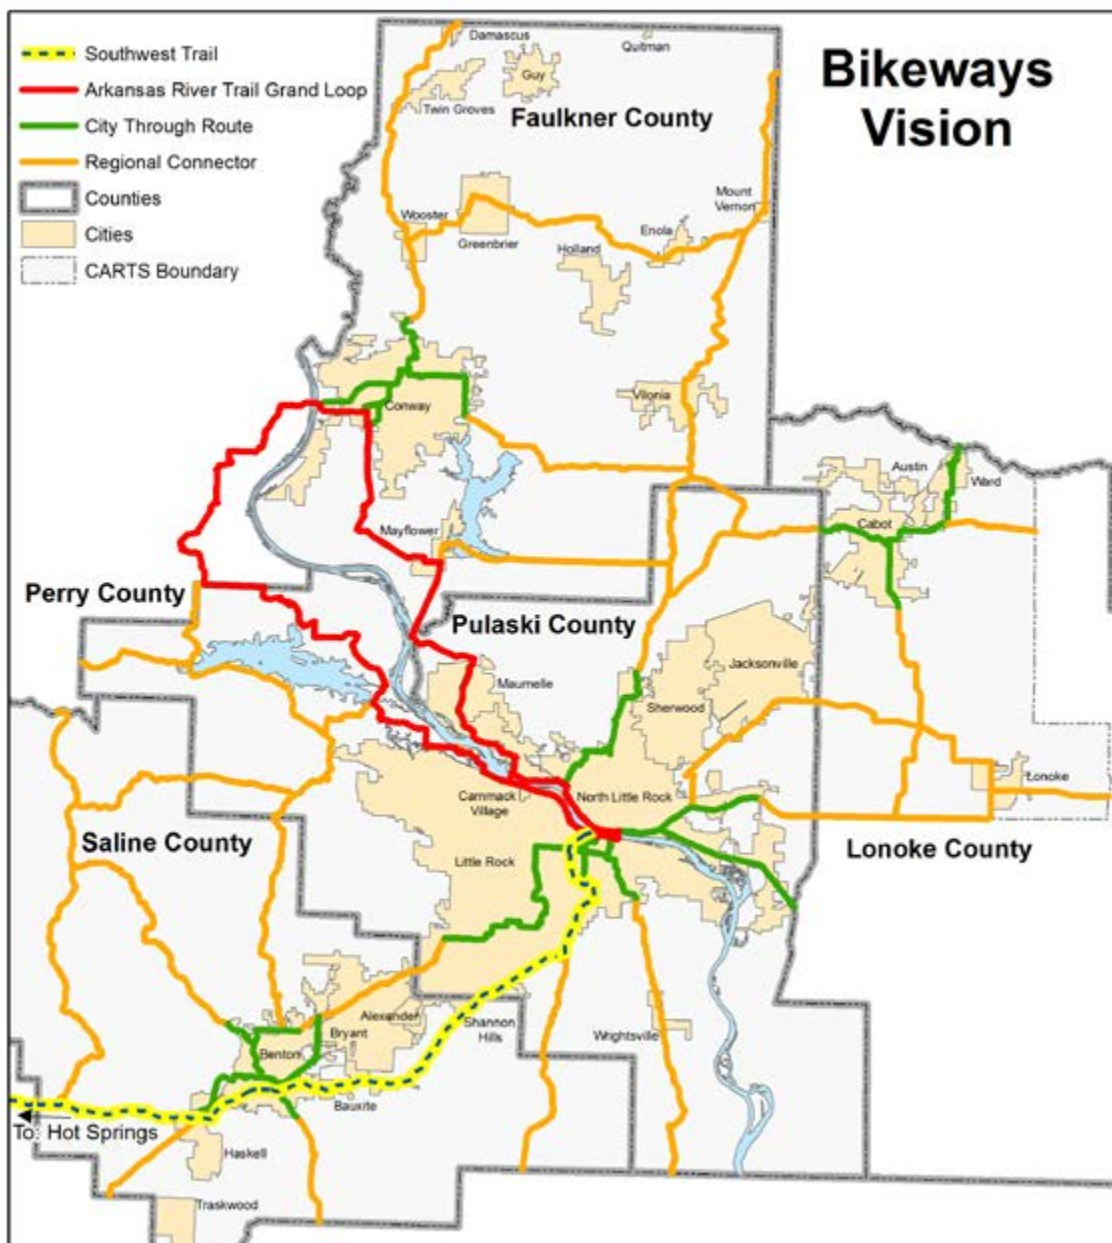 Bikeways
Vision
Southwest Trail
Arkansas River Trail Grand Loop
City Through Route
Regional Connector
Counties
Cities
CARTS Boundary
Damascus
Quitman
Guy
Twin Groves
Faulkner County
Mount
Vernon
Wooster
Greenbrier
Enola
Holland
Conway
Vilonia
Austin
Ward
Cabot
Mayflower
Perry County
Pulaski County
Jacksonville
Maumelle
Sherwood
Lonoke
Cammack
Village
North Little Rock
Saline County
Little Rock
Lonoke County
Alexander
Shannon
Hills
Bryant
Wrightsville
Benton
Bauxite
To: Hot Springs
Haskell
Traskwood